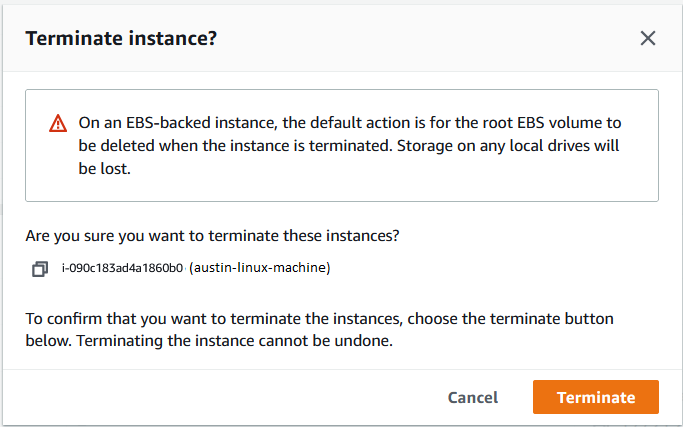 Terminate instance?
On an EBS-backed instance, the default action is for the root EBS volume to
be deleted when the instance is terminated. Storage on any local drives will
be lost.
Are you sure you want to terminate these instances?
i-090c183ad4a1860b0 (austin-linux-machine)
To confirm that you want to terminate the instances, choose the terminate button
below. Terminating the instance cannot be undone.
Cancel Terminate